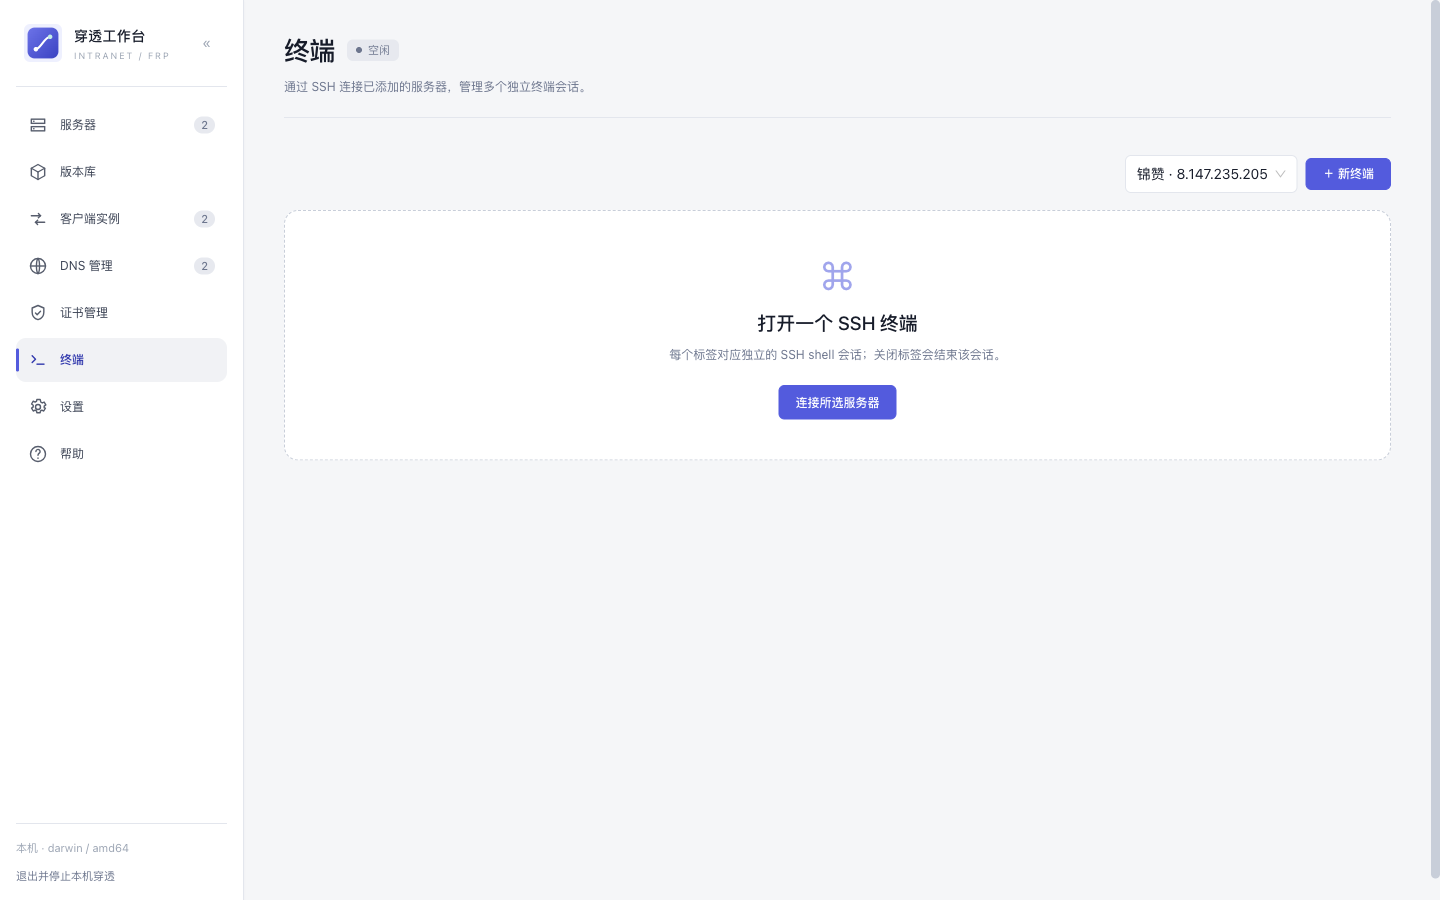 穿透工作台
INTRANET / FRP
«
服务器 2
版本库
客户端实例 2
DNS 管理 2
证书管理
终端
设置
帮助
本机 · darwin / amd64
退出并停止本机穿透
终端
空闲
通过 SSH 连接已添加的服务器，管理多个独立终端会话。
锦赞 · 8.147.235.205
+ 新终端
⌘
打开一个 SSH 终端
每个标签对应独立的 SSH shell 会话；关闭标签会结束该会话。
连接所选服务器